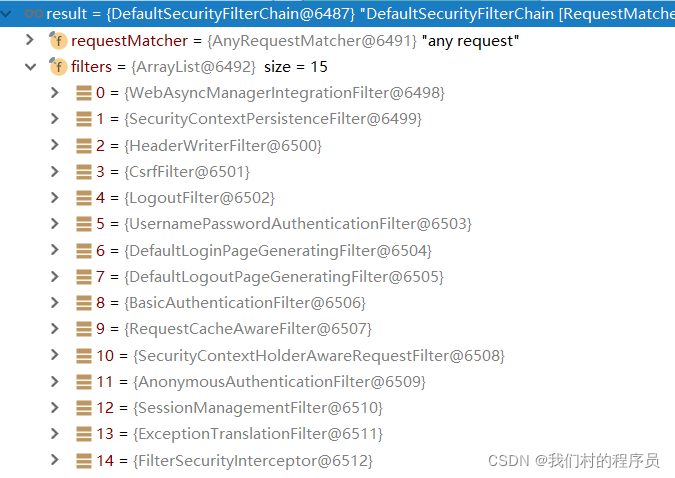 result = {DefaultSecurityFilterChain@6487} "DefaultSecurityFilterChain [RequestMatche
requestMatcher = {AnyRequestMatcher@6491} "any request"
filters = {ArrayList@6492} size = 15
0 = {WebAsyncManagerIntegrationFilter@6498}
1 = {SecurityContextPersistenceFilter@6499}
2 = {HeaderWriterFilter@6500}
3 = {CsrfFilter@6501}
4 = {LogoutFilter@6502}
5 = {UsernamePasswordAuthenticationFilter@6503}
6 = {DefaultLoginPageGeneratingFilter@6504}
7 = {DefaultLogoutPageGeneratingFilter@6505}
8 = {BasicAuthenticationFilter@6506}
9 = {RequestCacheAwareFilter@6507}
10 = {SecurityContextHolderAwareRequestFilter@6508}
11 = {AnonymousAuthenticationFilter@6509}
12 = {SessionManagementFilter@6510}
13 = {ExceptionTranslationFilter@6511}
14 = {FilterSecurityInterceptor@6512}
CSDN @我们村的程序员